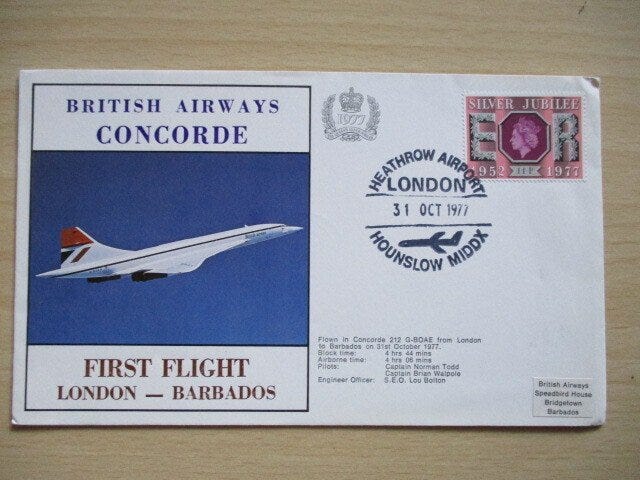 BRITISH AIRWAYS
CONCORDE
FIRST FLIGHT
LONDON — BARBADOS
1977
SILVER JUBILEE
E R
1952 11P 1977
HEATHROW AIRPORT
LONDON
31 OCT 1977
HOUNSLOW MIDDX
Flown in Concorde 212 G-BOAE from London
to Barbados on 31st October 1977.
Block time: 4 hrs 44 mins
Airborne time: 4 hrs 06 mins
Pilots: Captain Norman Todd
Captain Brian Walpole
Engineer Officer: S.E.O. Lou Bolton
British Airways
Speedbird House
Bridgetown
Barbados